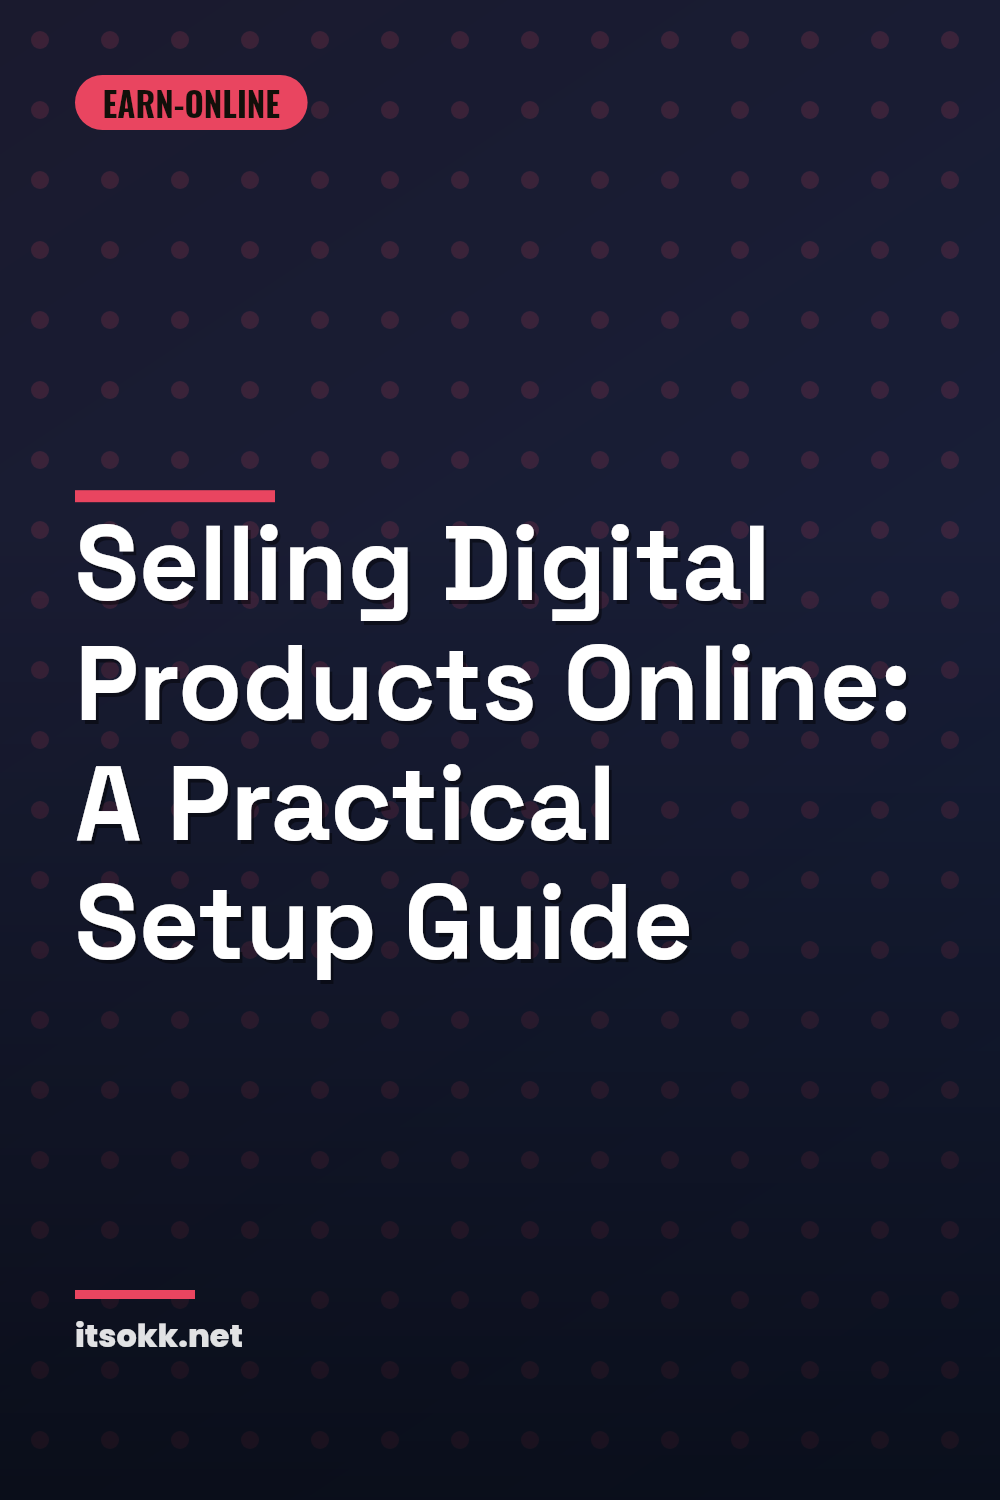 EARN-ONLINE
Selling Digital
Products Online:
A Practical
Setup Guide
itsokk.net